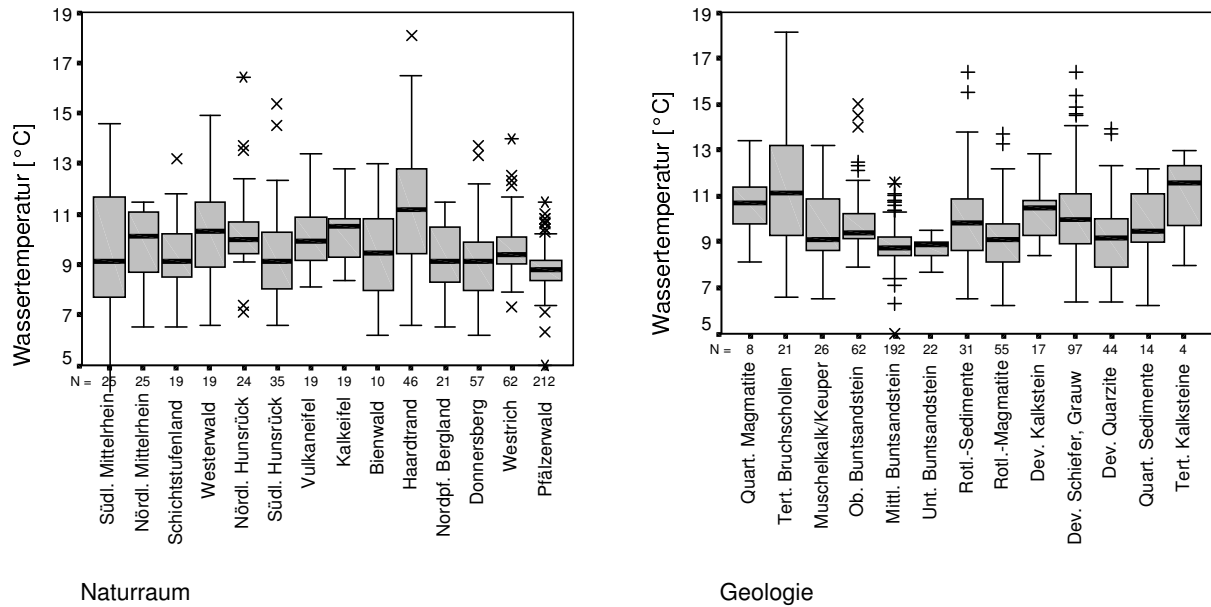 Wassertemperatur [°C]
19
17
15
13
11
9
7
5
N = 25 25 19 19 24 35 19 19 10 46 21 57 62 212
Südl. Mittelrhein
Nördl. Mittelrhein
Schichtstufenland
Westerwald
Nördl. Hunsrück
Südl. Hunsrück
Vulkaneifel
Kalkeifel
Bienwald
Haardtrand
Nordpf. Bergland
Donnersberg
Westrich
Pfälzerwald
Naturraum
Wassertemperatur [°C]
19
17
15
13
11
9
7
5
N = 8 21 26 62 192 22 31 55 17 97 44 14 4
Quart. Magmatite
Tert. Bruchschollen
Muschelkalk/Keuper
Ob. Buntsandstein
Mittl. Buntsandstein
Unt. Buntsandstein
Rotl.-Sedimente
Rotl.-Magmatite
Dev. Kalkstein
Dev. Schiefer, Grauw
Dev. Quarzite
Quart. Sedimente
Tert. Kalksteine
Geologie